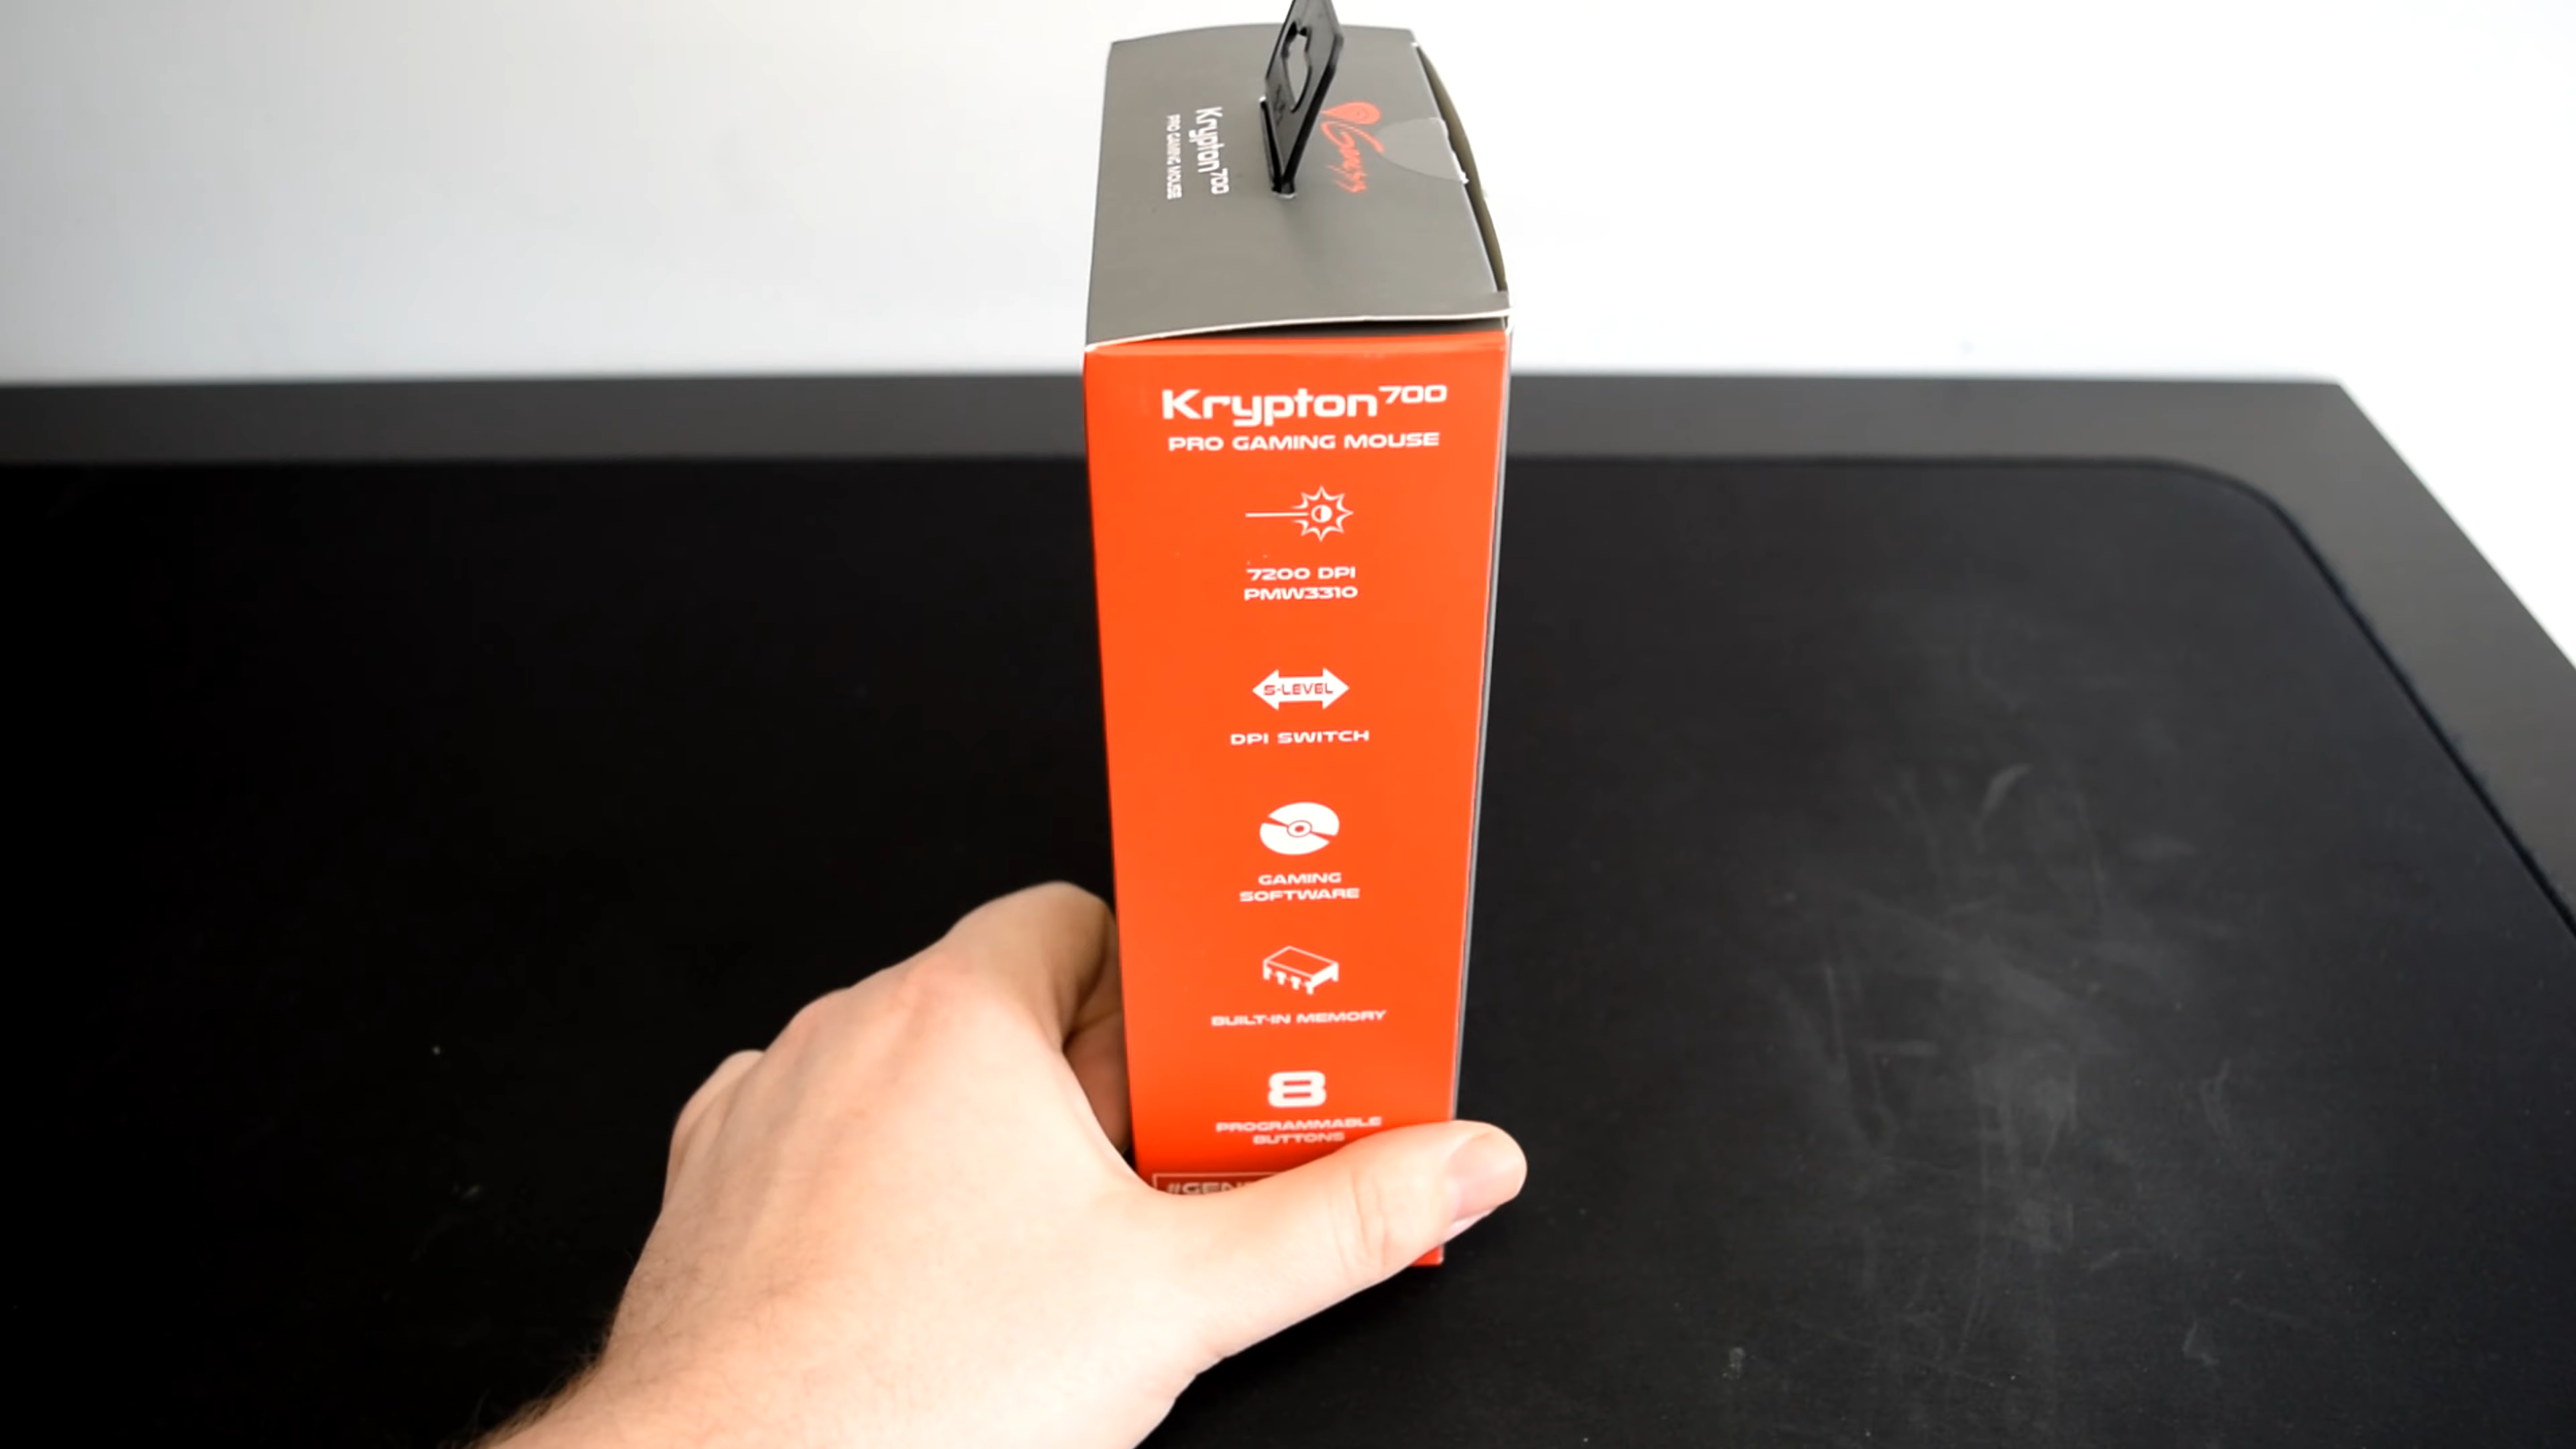 Genesis
Krypton700
PRO GAMING MOUSE
Krypton700
PRO GAMING MOUSE
7200 DPI
PMW3310
5-LEVEL
DPI SWITCH
GAMING
SOFTWARE
BUILT-IN MEMORY
8
PROGRAMMABLE
BUTTONS